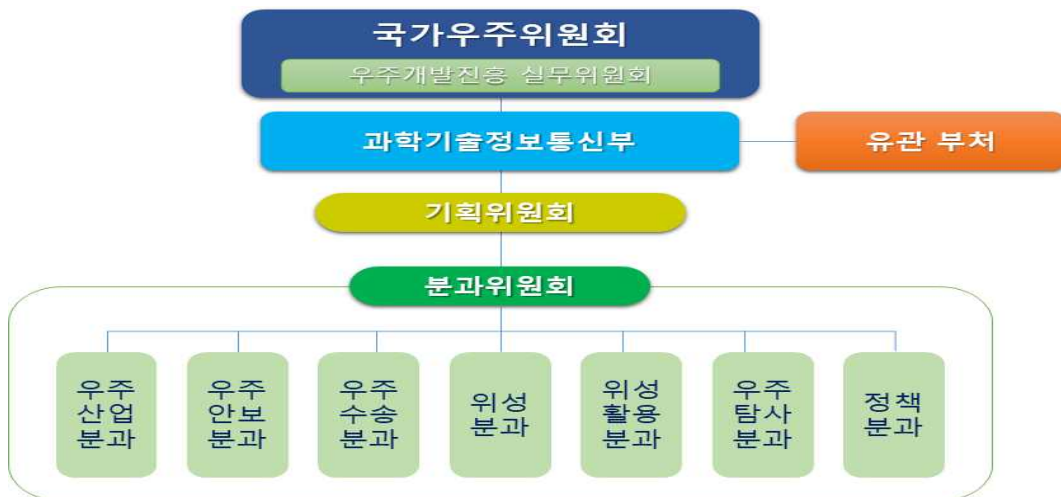 국가우주위원회
우주개발진흥 실무위원회
과학기술정보통신부
유관 부처
기획위원회
분과위원회
우주
산업
분과
우주
안보
분과
우주
수송
분과
위성
분과
위성
활용
분과
우주
탐사
분과
정책
분과